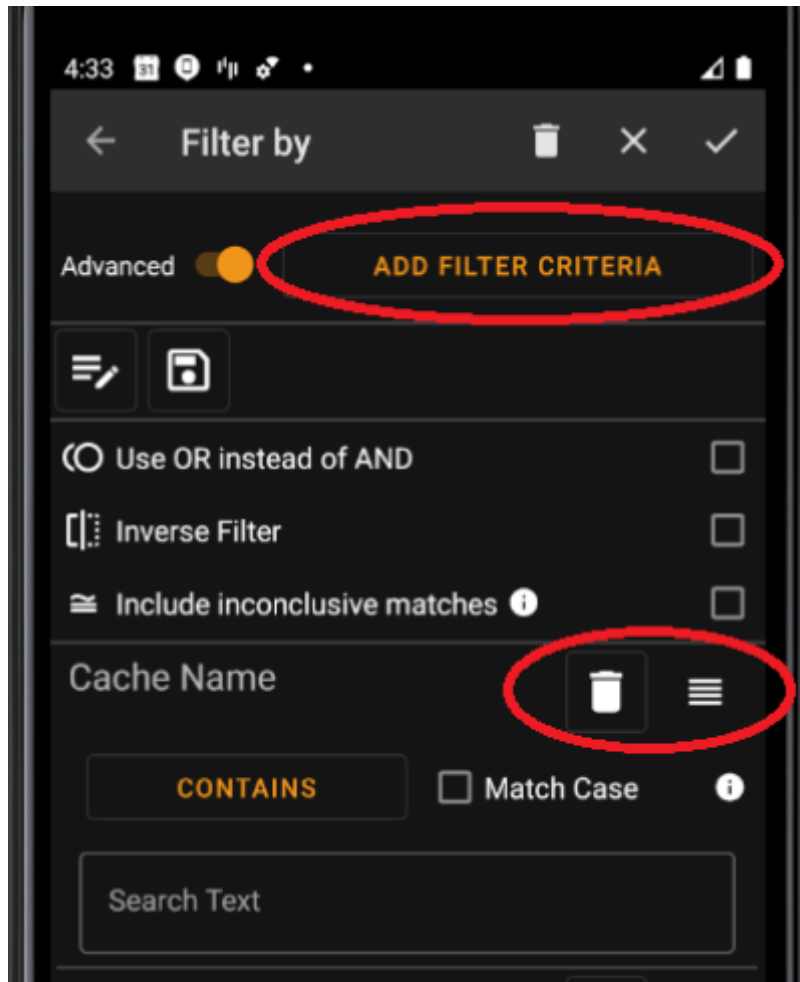 4:33 31
Filter by
Advanced ADD FILTER CRITERIA
Use OR instead of AND
Inverse Filter
Include inconclusive matches
Cache Name
CONTAINS Match Case
Search Text